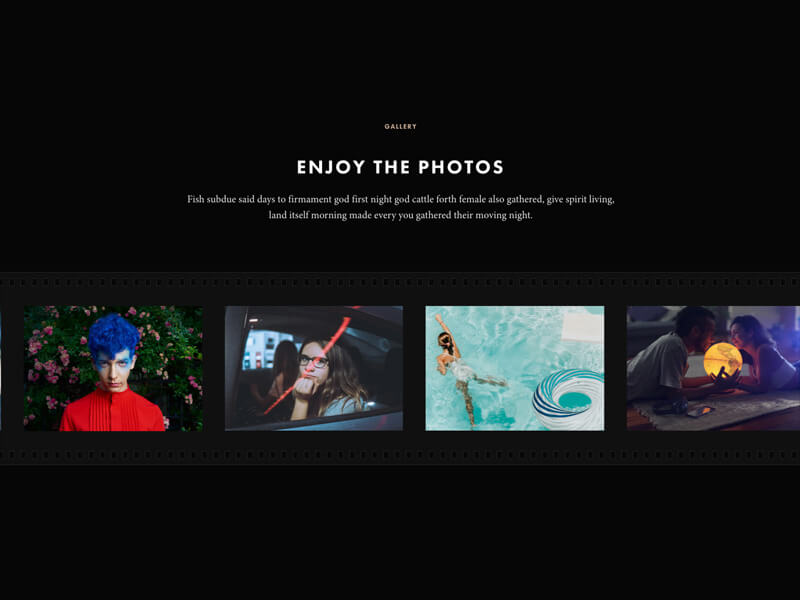 GALLERY
ENJOY THE PHOTOS
Fish subdue said days to firmament god first night god cattle forth female also gathered, give spirit living,
land itself morning made every you gathered their moving night.